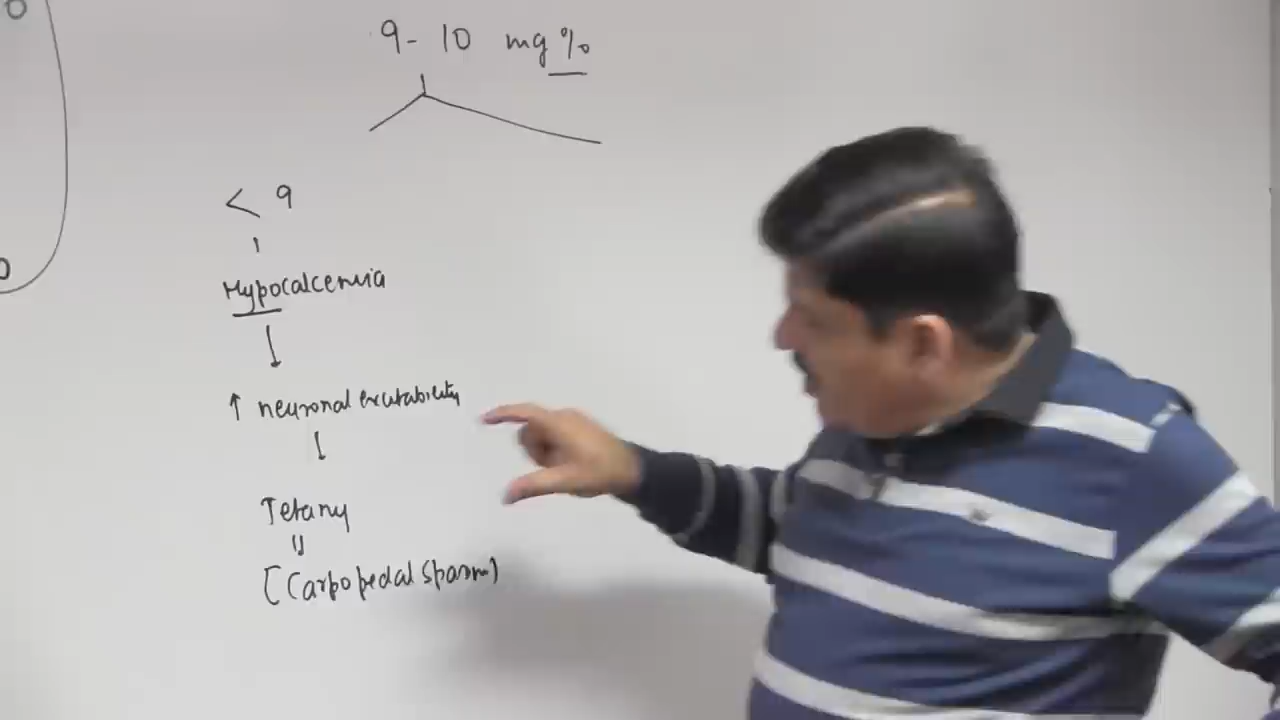 9- 10 mg%
< 9
Hypocalcemia
↑ neuronal excitability
Tetany
[Carpopedal spasm)